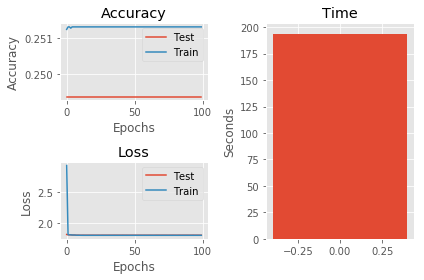 Accuracy
Accuracy
0.251
0.250
Test
Train
0
50
100
Epochs
Loss
Loss
2.5
2.0
Test
Train
0
50
100
Epochs
Time
Seconds
200
175
150
125
100
75
50
25
0
−0.25
0.00
0.25